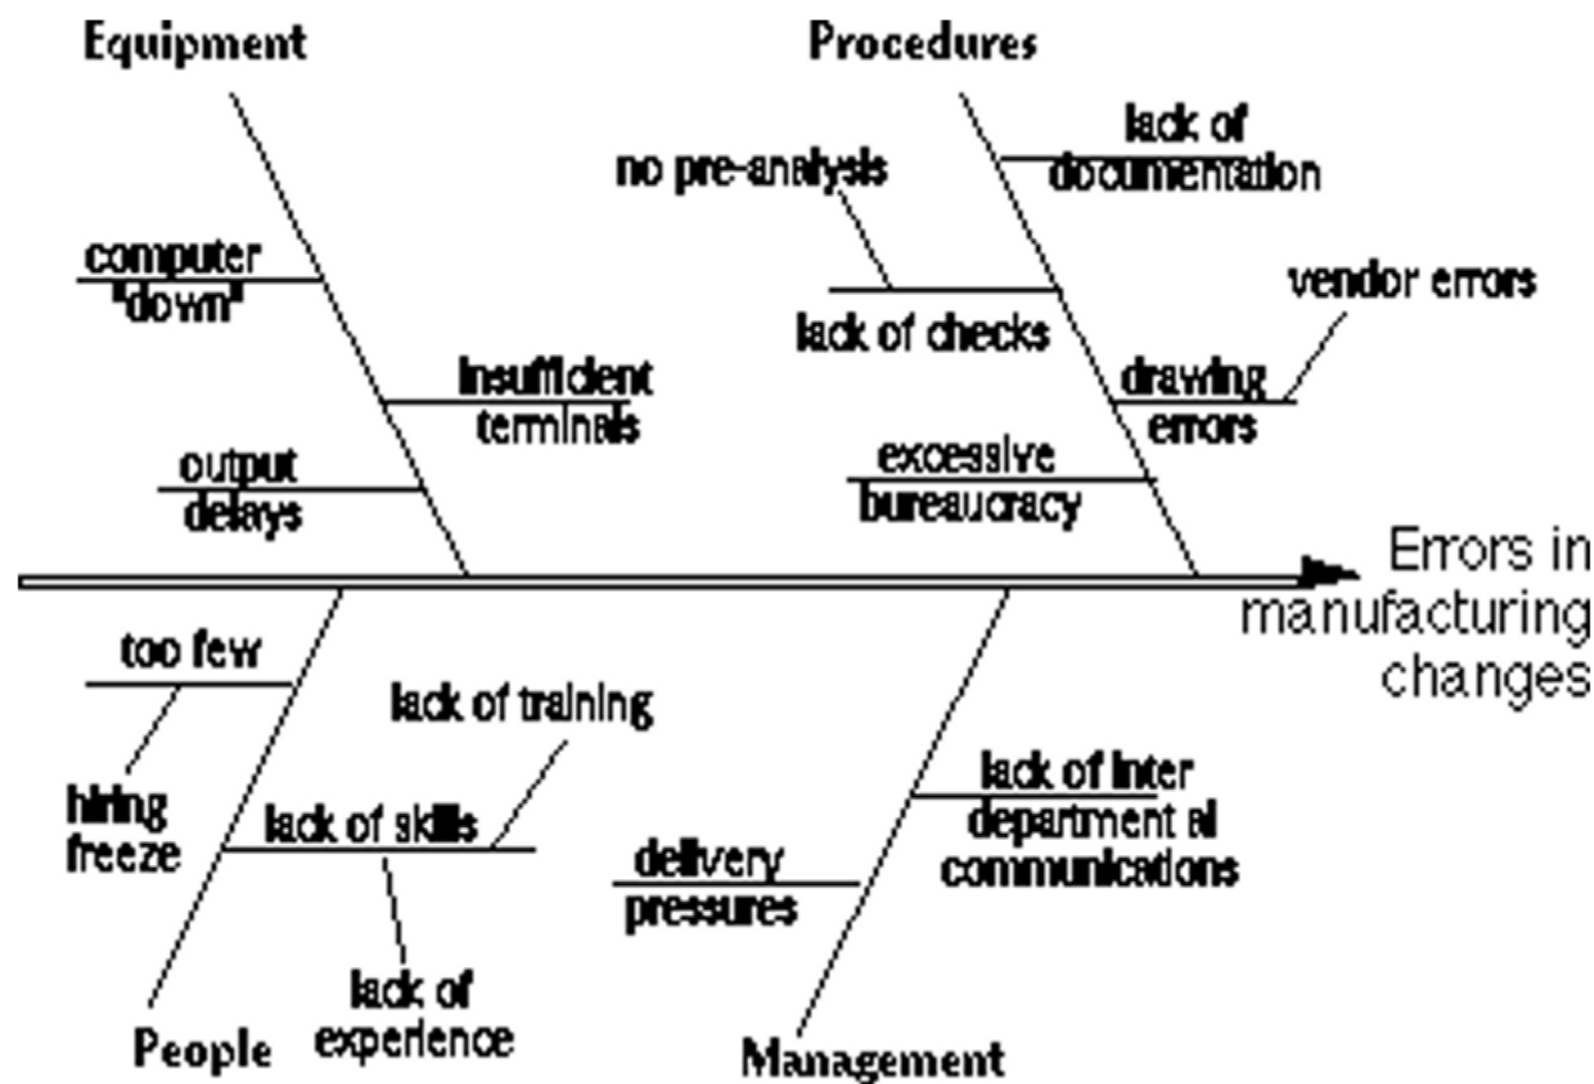 Equipment
Procedures
lack of
documentation
no pre-analysis
computer
"down"
vendor errors
lack of checks
insufficient
terminals
drawing
errors
output
delays
excessive
bureaucracy
Errors in
manufacturing
changes
too few
lack of training
hiring
freeze
lack of skills
lack of inter
department al
communications
delivery
pressures
lack of
experience
People
Management